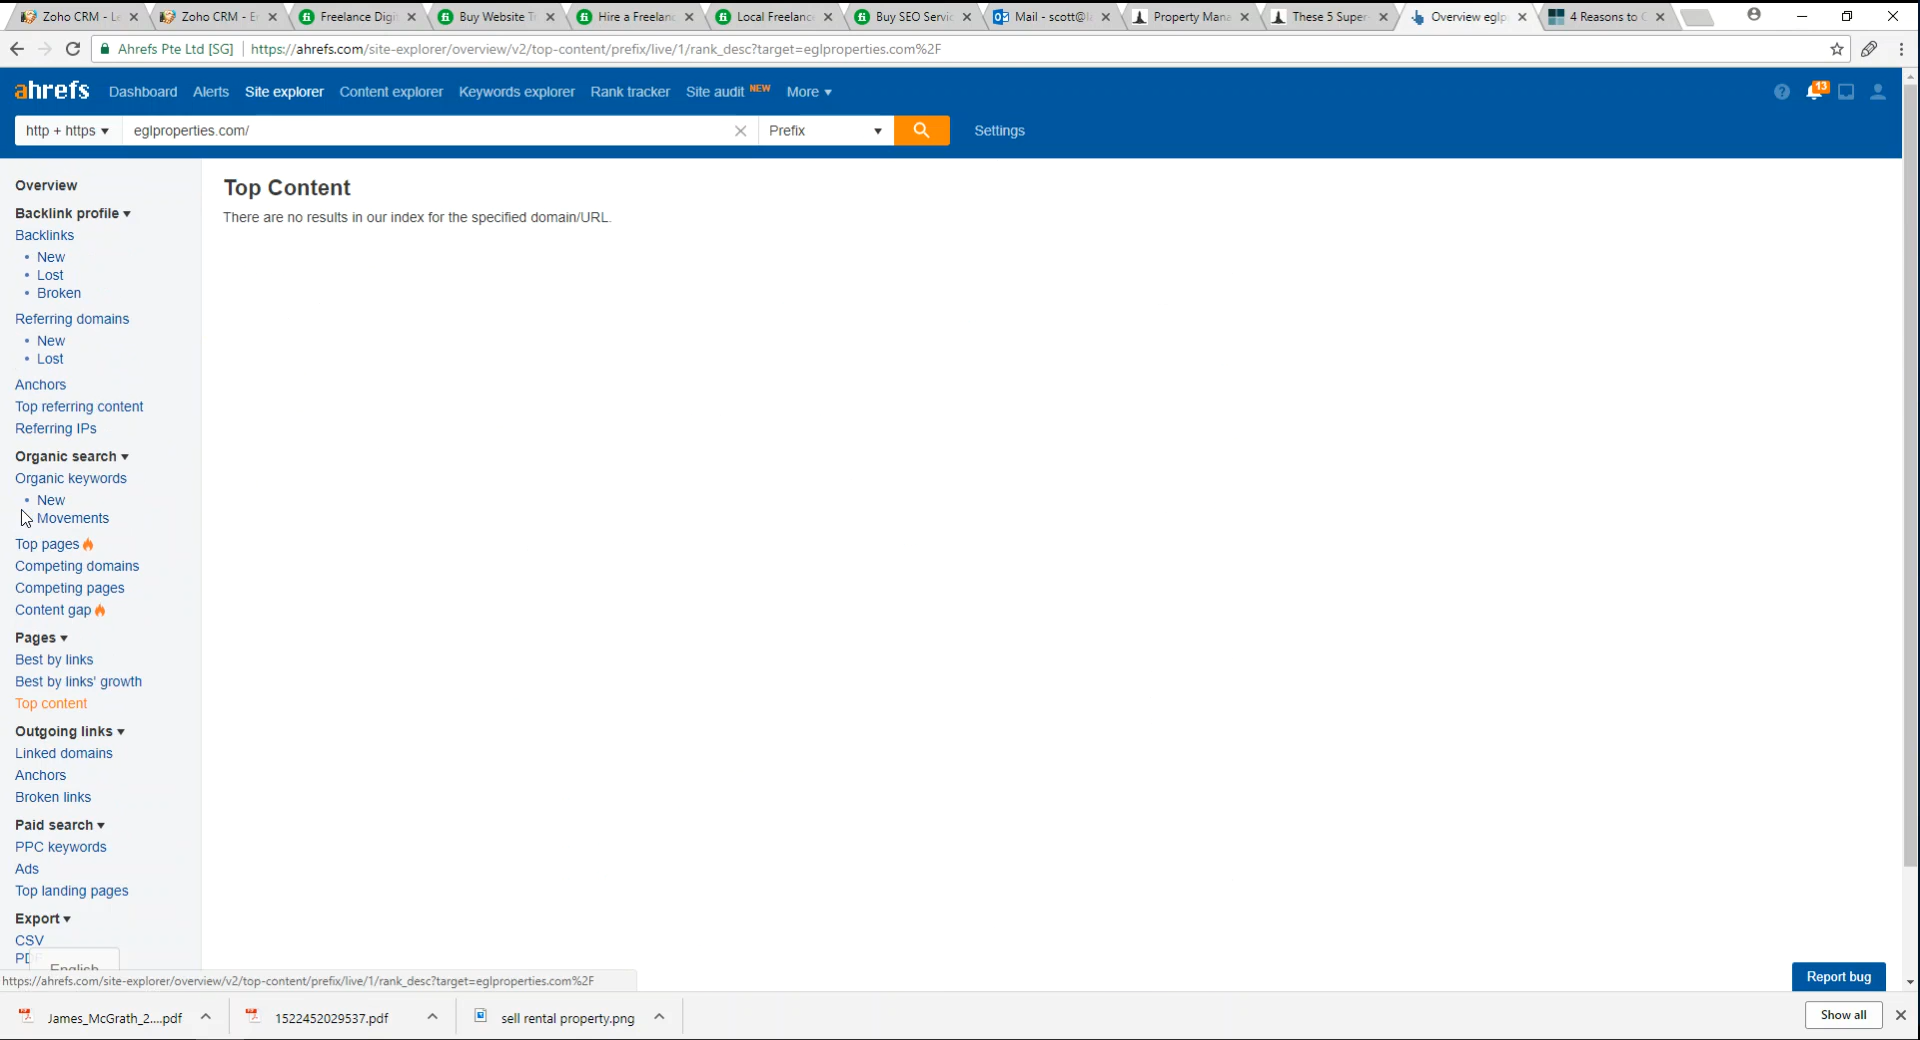 Zoho CRM - Le
Zoho CRM - Er
Freelance Digi
Buy Website Tr
Hire a Freelanc
Local Freelance
Buy SEO Servic
Mail - scott@l
Property Mana
These 5 Super
Overview eglp
4 Reasons to C
Ahrefs Pte Ltd [SG]
https://ahrefs.com/site-explorer/overview/v2/top-content/prefix/live/1/rank_desc?target=eglproperties.com%2F
ahrefs Dashboard Alerts Site explorer Content explorer Keywords explorer Rank tracker Site audit NEW More
13
http + https eglproperties.com/ Prefix Settings
Overview
Backlink profile
Backlinks
New
Lost
Broken
Referring domains
New
Lost
Anchors
Top referring content
Referring IPs
Organic search
Organic keywords
New
Movements
Top pages
Competing domains
Competing pages
Content gap
Pages
Best by links
Best by links' growth
Top content
Outgoing links
Linked domains
Anchors
Broken links
Paid search
PPC keywords
Ads
Top landing pages
Export
CSV
English
Top Content
There are no results in our index for the specified domain/URL.
Report bug
https://ahrefs.com/site-explorer/overview/v2/top-content/prefix/live/1/rank_desc?target=eglproperties.com%2F
James_McGrath_2....pdf
1522452029537.pdf
sell rental property.png
Show all